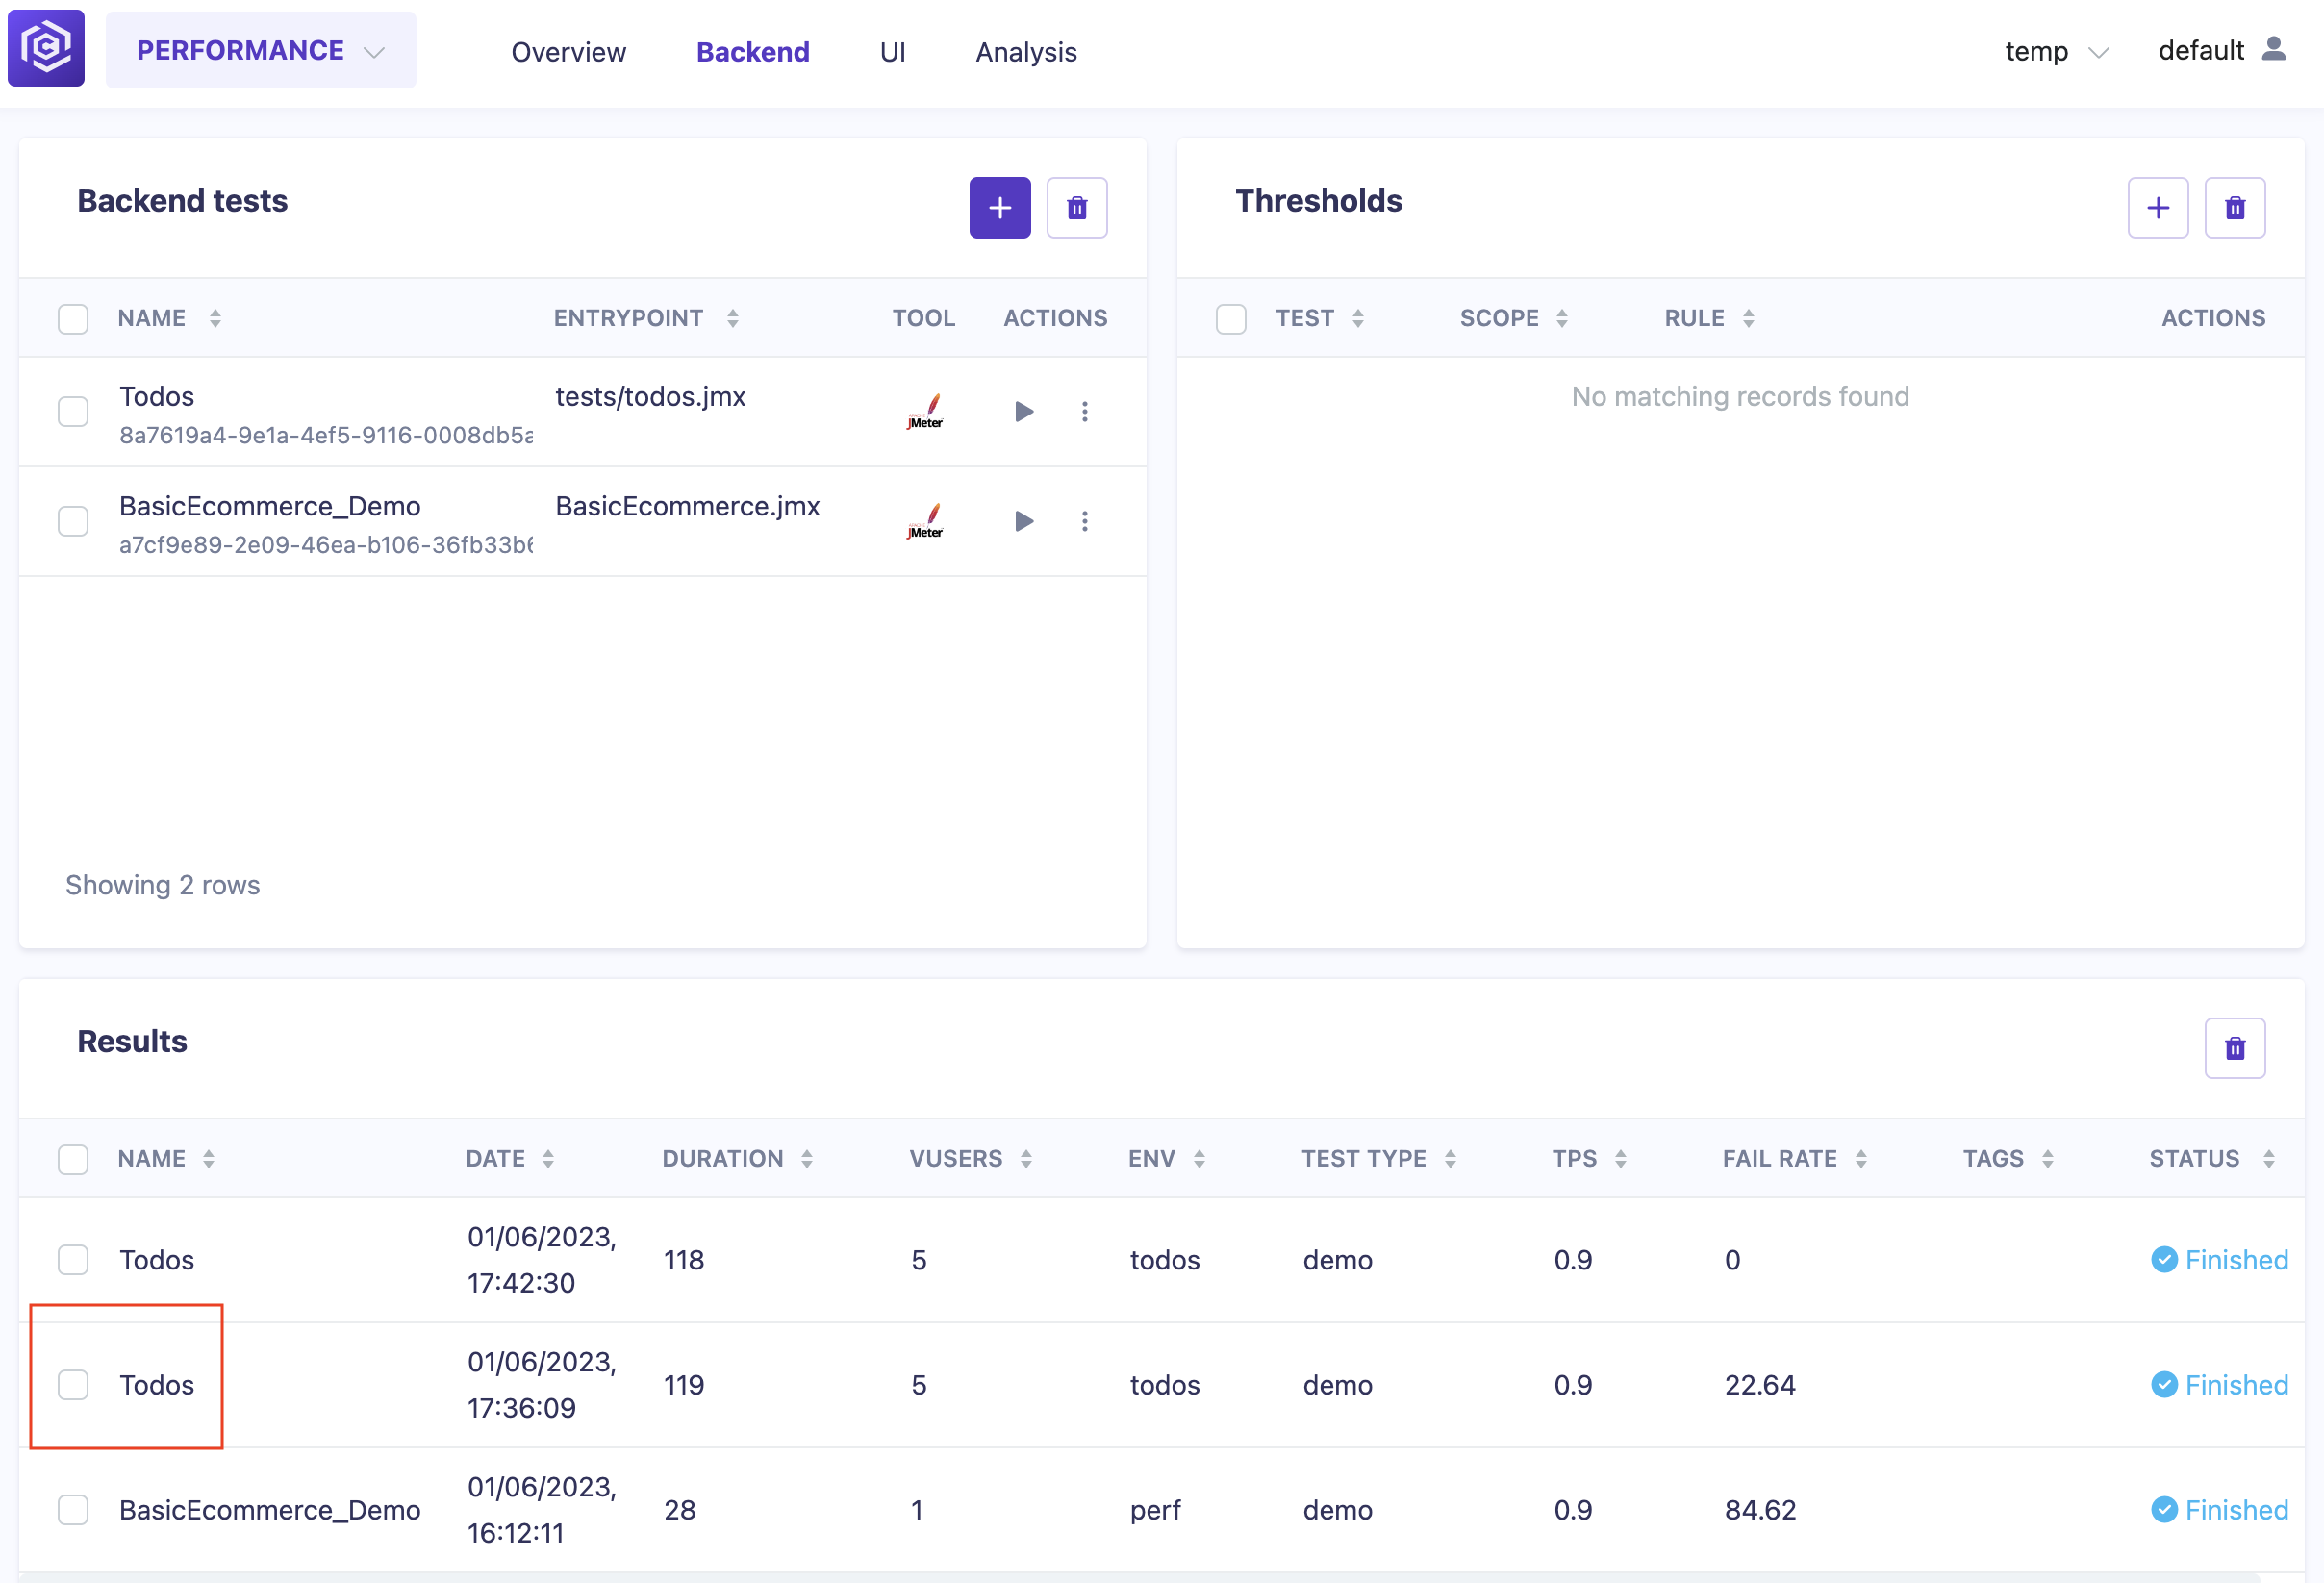 PERFORMANCE
Overview
Backend
UI
Analysis
temp
default
Backend tests
NAME ENTRYPOINT TOOL ACTIONS
Todos tests/todos.jmx
8a7619a4-9e1a-4ef5-9116-0008db5a
JMeter
BasicEcommerce_Demo BasicEcommerce.jmx
a7cf9e89-2e09-46ea-b106-36fb33b6
JMeter
Showing 2 rows
Thresholds
TEST SCOPE RULE ACTIONS
No matching records found
Results
NAME DATE DURATION VUSERS ENV TEST TYPE TPS FAIL RATE TAGS STATUS
Todos 01/06/2023, 17:42:30 118 5 todos demo 0.9 0 Finished
Todos 01/06/2023, 17:36:09 119 5 todos demo 0.9 22.64 Finished
BasicEcommerce_Demo 01/06/2023, 16:12:11 28 1 perf demo 0.9 84.62 Finished